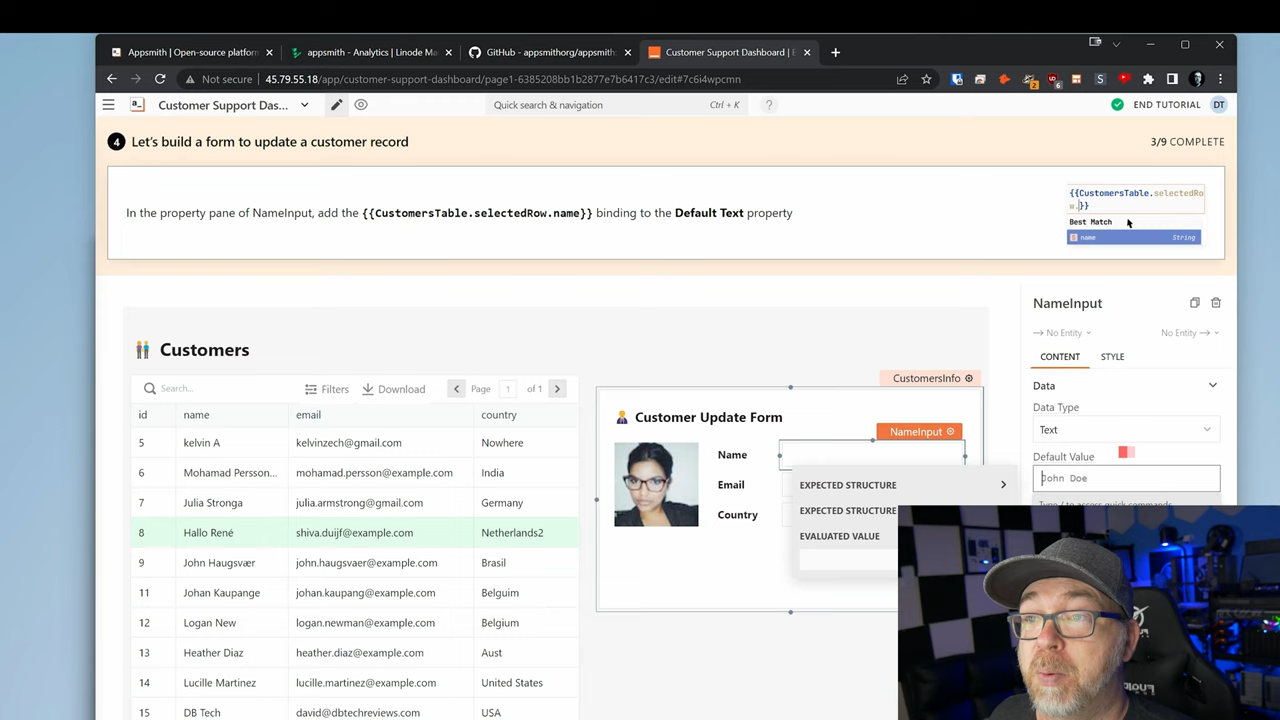 Appsmith | Open-source platform
appsmith - Analytics | Linode Ma
GitHub - appsmithorg/appsmith
Customer Support Dashboard | E
Not secure
45.79.55.18/app/customer-support-dashboard/page1-6385208bb1b2877e7b6417c3/edit#7c6i4wpcmn
Customer Support Das...
Quick search & navigation
Ctrl + K
?
END TUTORIAL
DT
4
Let's build a form to update a customer record
3/9 COMPLETE
In the property pane of NameInput, add the {{CustomersTable.selectedRow.name}} binding to the Default Text property
{{CustomersTable.selectedRo
w.}}
Best Match
name String
NameInput
No Entity
No Entity
CONTENT
STYLE
Data
Data Type
Text
Default Value
John Doe
Type / to access quick commands
Customers
Search...
Filters
Download
Page
1
of 1
id name email country
5 kelvin A kelvinzech@gmail.com Nowhere
6 Mohamad Persson... mohamad.persson@example.com India
7 Julia Stronga julia.armstrong@gmail.com Germany
8 Hallo René shiva.duijf@example.com Netherlands2
9 John Haugsvær john.haugsvaer@example.com Brasil
11 Johan Kaupange johan.kaupang@example.com Belguim
12 Logan New logan.newman@example.com Belgium
13 Heather Diaz heather.diaz@example.com Aust
14 Lucille Martinez lucille.martinez@example.com United States
15 DB Tech david@dbtechreviews.com USA
CustomersInfo
Customer Update Form
NameInput
Name
Email
Country
EXPECTED STRUCTURE
EXPECTED STRUCTURE
EVALUATED VALUE